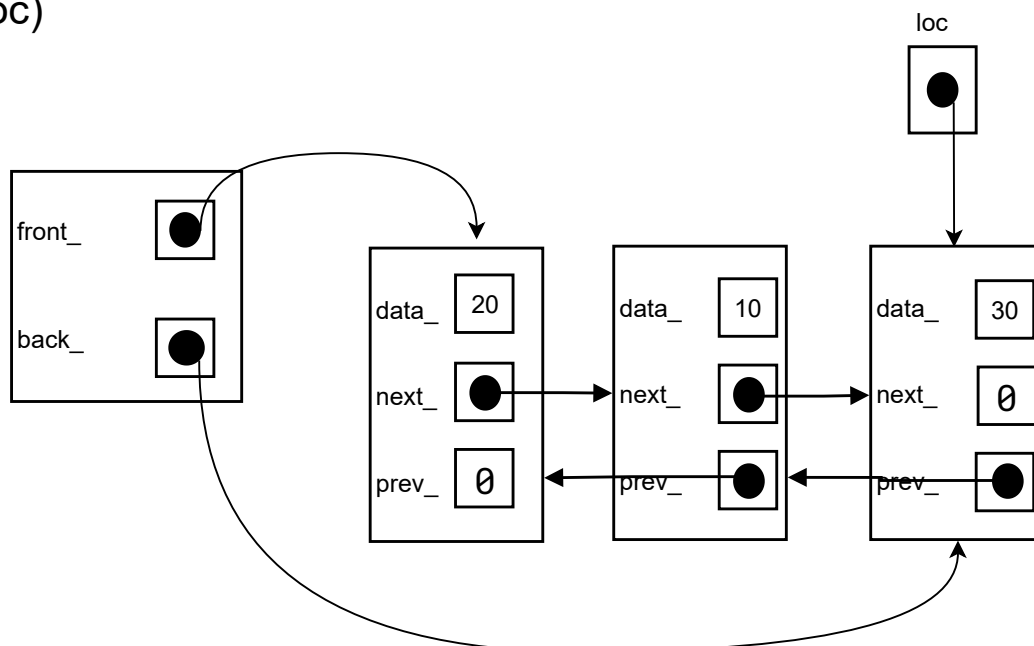 oc)
loc
front_
back_
data_ 20
next_
prev_ 0
data_ 10
next_
prev_
data_ 30
next_ 0
prev_